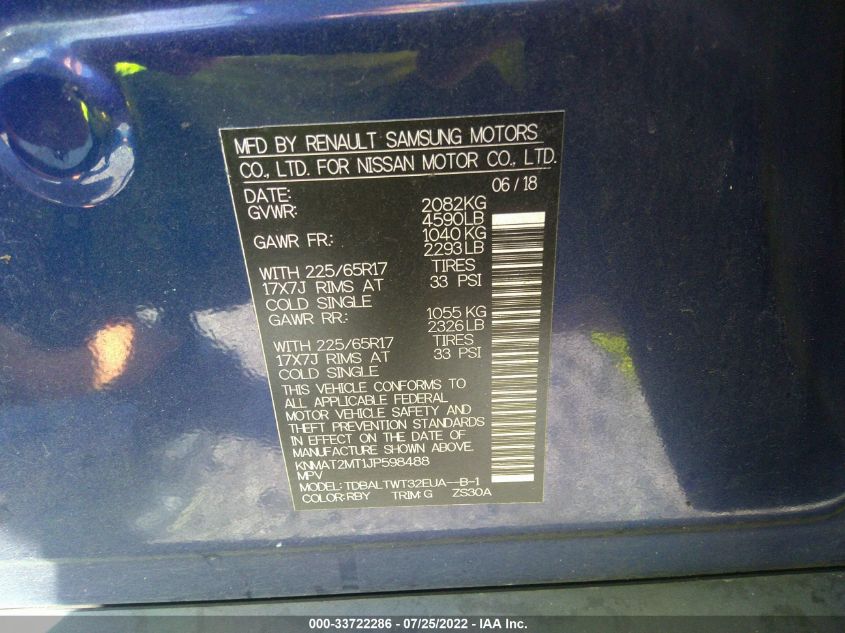 MFD BY RENAULT SAMSUNG MOTORS
CO., LTD. FOR NISSAN MOTOR CO., LTD.
DATE: 06 / 18
GVWR: 2082KG
4590LB
GAWR FR.: 1040 KG
2293 LB
WITH 225/65R17 TIRES
17X7J RIMS AT 33 PSI
COLD SINGLE
GAWR RR.: 1055 KG
2326 LB
WITH 225/65R17 TIRES
17X7J RIMS AT 33 PSI
COLD SINGLE
THIS VEHICLE CONFORMS TO
ALL APPLICABLE FEDERAL
MOTOR VEHICLE SAFETY AND
THEFT PREVENTION STANDARDS
IN EFFECT ON THE DATE OF
MANUFACTURE SHOWN ABOVE.
KNMAT2MT1JP598488
MPV
MODEL: TDBALTWT32EUA--B-1
COLOR: RBY TRIM: G ZS30A
000-33722286 - 07/25/2022 - IAA Inc.